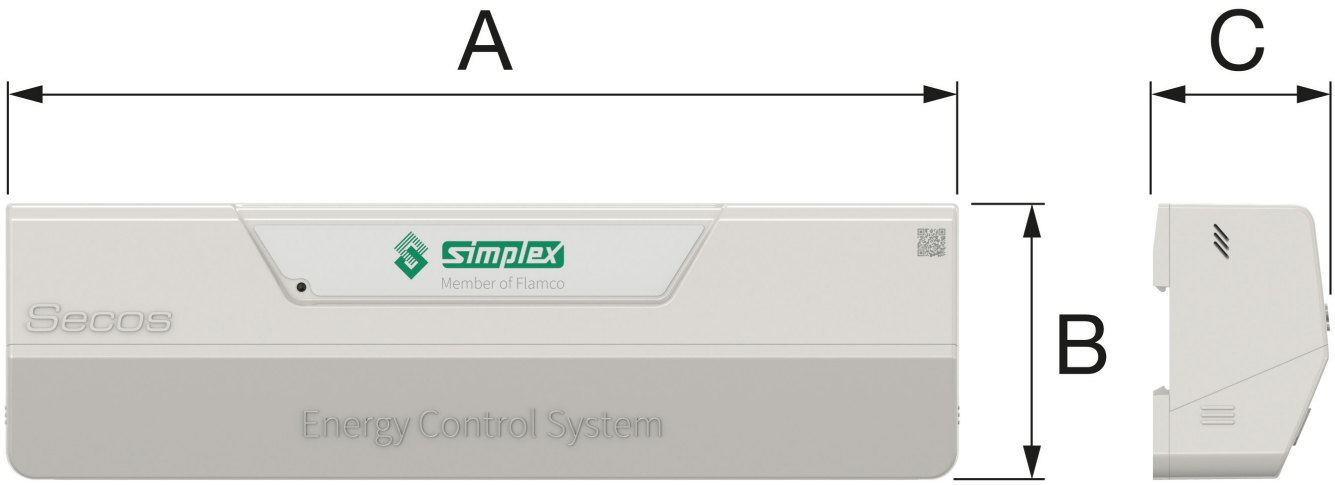 A
C
simplex
Member of Flamco
Secos
B
Energy Control System